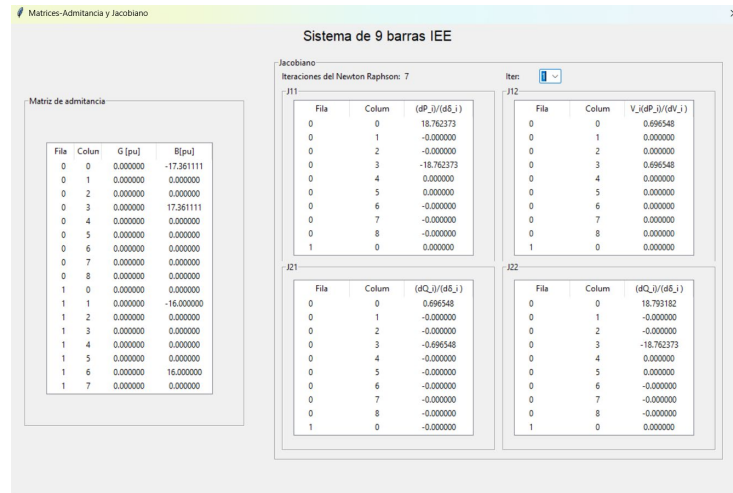 Matrices-Admitancia y Jacobiano
Sistema de 9 barras IEE
Matriz de admitancia
Fila Colun G [pu] B[pu]
0 0 0.000000 -17.361111
0 1 0.000000 0.000000
0 2 0.000000 0.000000
0 3 0.000000 17.361111
0 4 0.000000 0.000000
0 5 0.000000 0.000000
0 6 0.000000 0.000000
0 7 0.000000 0.000000
0 8 0.000000 0.000000
1 0 0.000000 0.000000
1 1 0.000000 -16.000000
1 2 0.000000 0.000000
1 3 0.000000 0.000000
1 4 0.000000 0.000000
1 5 0.000000 0.000000
1 6 0.000000 16.000000
1 7 0.000000 0.000000
Jacobiano
Iteraciones del Newton Raphson: 7
Iter: 1
J11
Fila Colum (dP_i)/(dδ_i )
0 0 18.762373
0 1 -0.000000
0 2 -0.000000
0 3 -18.762373
0 4 0.000000
0 5 0.000000
0 6 -0.000000
0 7 -0.000000
0 8 -0.000000
1 0 0.000000
J12
Fila Colum V_i(dP_i)/(dV_i )
0 0 0.696548
0 1 0.000000
0 2 0.000000
0 3 0.696548
0 4 0.000000
0 5 0.000000
0 6 0.000000
0 7 0.000000
0 8 0.000000
1 0 0.000000
J21
Fila Colum (dQ_i)/(dδ_i )
0 0 0.696548
0 1 -0.000000
0 2 -0.000000
0 3 -0.696548
0 4 -0.000000
0 5 -0.000000
0 6 -0.000000
0 7 -0.000000
0 8 -0.000000
1 0 -0.000000
J22
Fila Colum (dQ_i)/(dδ_i )
0 0 18.793182
0 1 -0.000000
0 2 -0.000000
0 3 -18.762373
0 4 0.000000
0 5 0.000000
0 6 -0.000000
0 7 -0.000000
0 8 -0.000000
1 0 0.000000